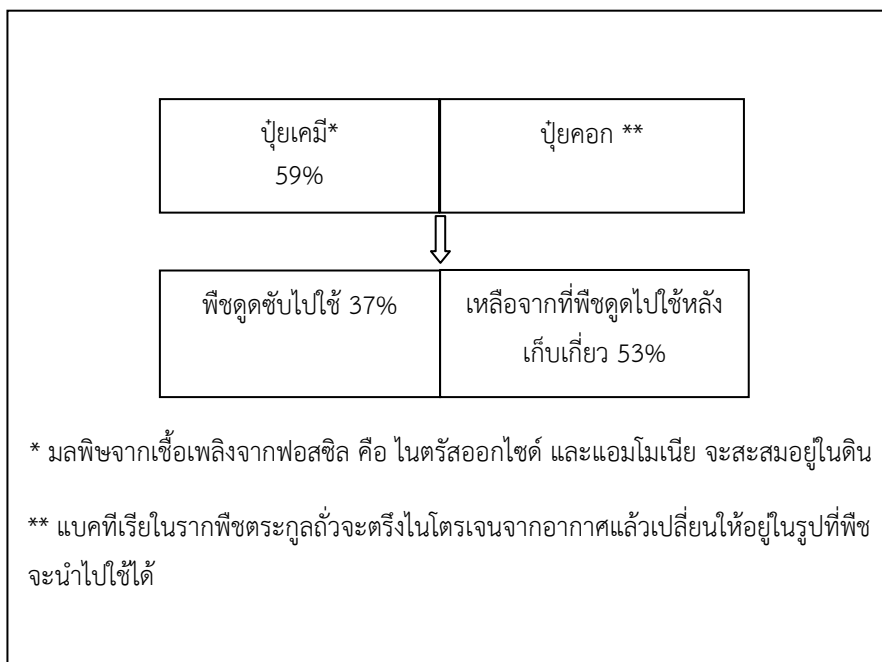 ปุ๋ยเคมี*
59%
ปุ๋ยคอก **
พืชดูดซับไปใช้ 37%
เหลือจากที่พืชดูดไปใช้หลัง
เก็บเกี่ยว 53%
* มลพิษจากเชื้อเพลิงจากฟอสซิล คือ ไนตรัสออกไซด์ และแอมโมเนีย จะสะสมอยู่ในดิน
** แบคทีเรียในรากพืชตระกูลถั่วจะตรึงไนโตรเจนจากอากาศแล้วเปลี่ยนให้อยู่ในรูปที่พืช
จะนำไปใช้ได้